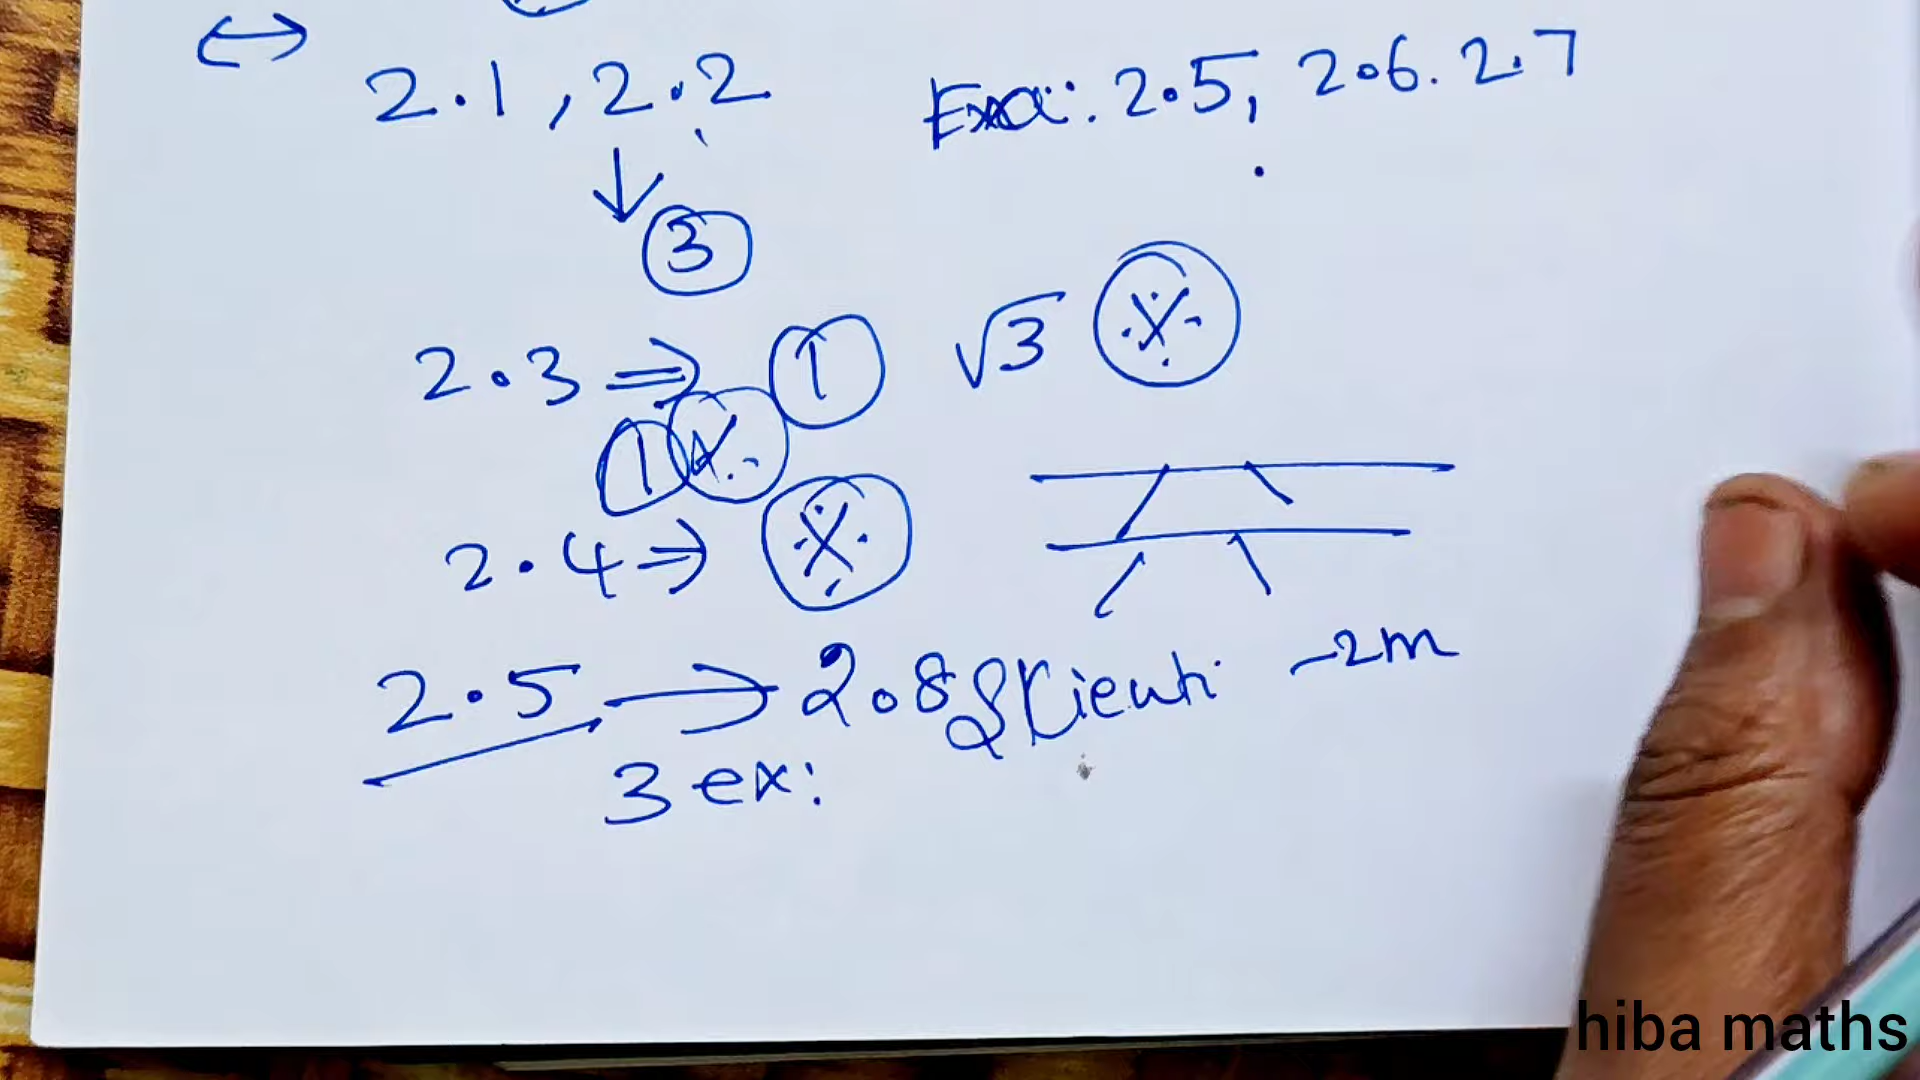 ↔
2.1, 2.2 Exa: 2.5, 2.6. 2.7
↓ 3
2.3 ⇒ 1 √3
1
2.4 ⇒
2.5 → 2.8 -2m
3 ex:
hiba maths